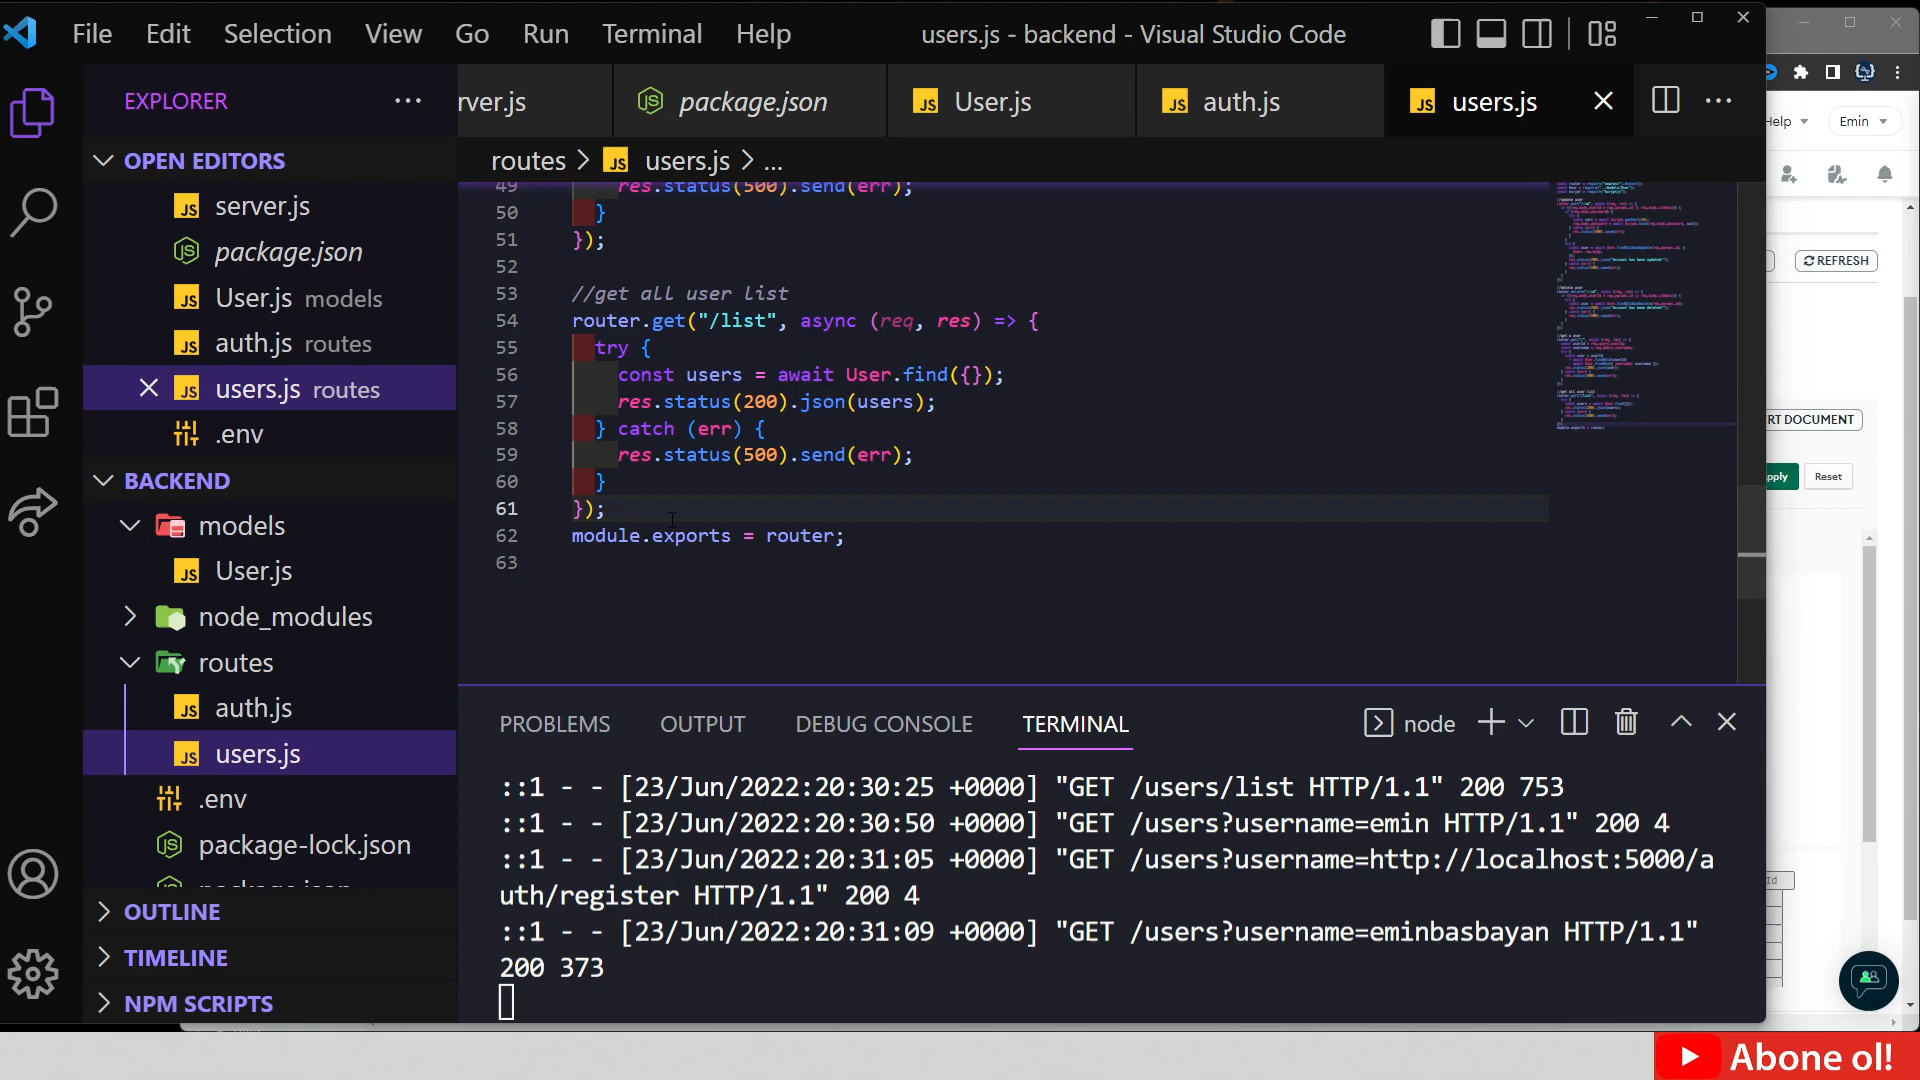 File Edit Selection View Go Run Terminal Help
users.js - backend - Visual Studio Code
EXPLORER
rver.js
package.json
User.js
auth.js
users.js
OPEN EDITORS
routes > users.js > ...
server.js
package.json
User.js models
auth.js routes
users.js routes
.env
BACKEND
models
User.js
node_modules
routes
auth.js
users.js
.env
package-lock.json
OUTLINE
TIMELINE
NPM SCRIPTS
49 res.status(500).send(err);
50 }
51 });
52
53 //get all user list
54 router.get("/list", async (req, res) => {
55 try {
56 const users = await User.find({});
57 res.status(200).json(users);
58 } catch (err) {
59 res.status(500).send(err);
60 }
61 });
62 module.exports = router;
63
PROBLEMS OUTPUT DEBUG CONSOLE TERMINAL
node
::1 - - [23/Jun/2022:20:30:25 +0000] "GET /users/list HTTP/1.1" 200 753
::1 - - [23/Jun/2022:20:30:50 +0000] "GET /users?username=emin HTTP/1.1" 200 4
::1 - - [23/Jun/2022:20:31:05 +0000] "GET /users?username=http://localhost:5000/a
uth/register HTTP/1.1" 200 4
::1 - - [23/Jun/2022:20:31:09 +0000] "GET /users?username=eminbasbayan HTTP/1.1"
200 373
Help
Emin
REFRESH
RT DOCUMENT
pply
Reset
Abone ol!